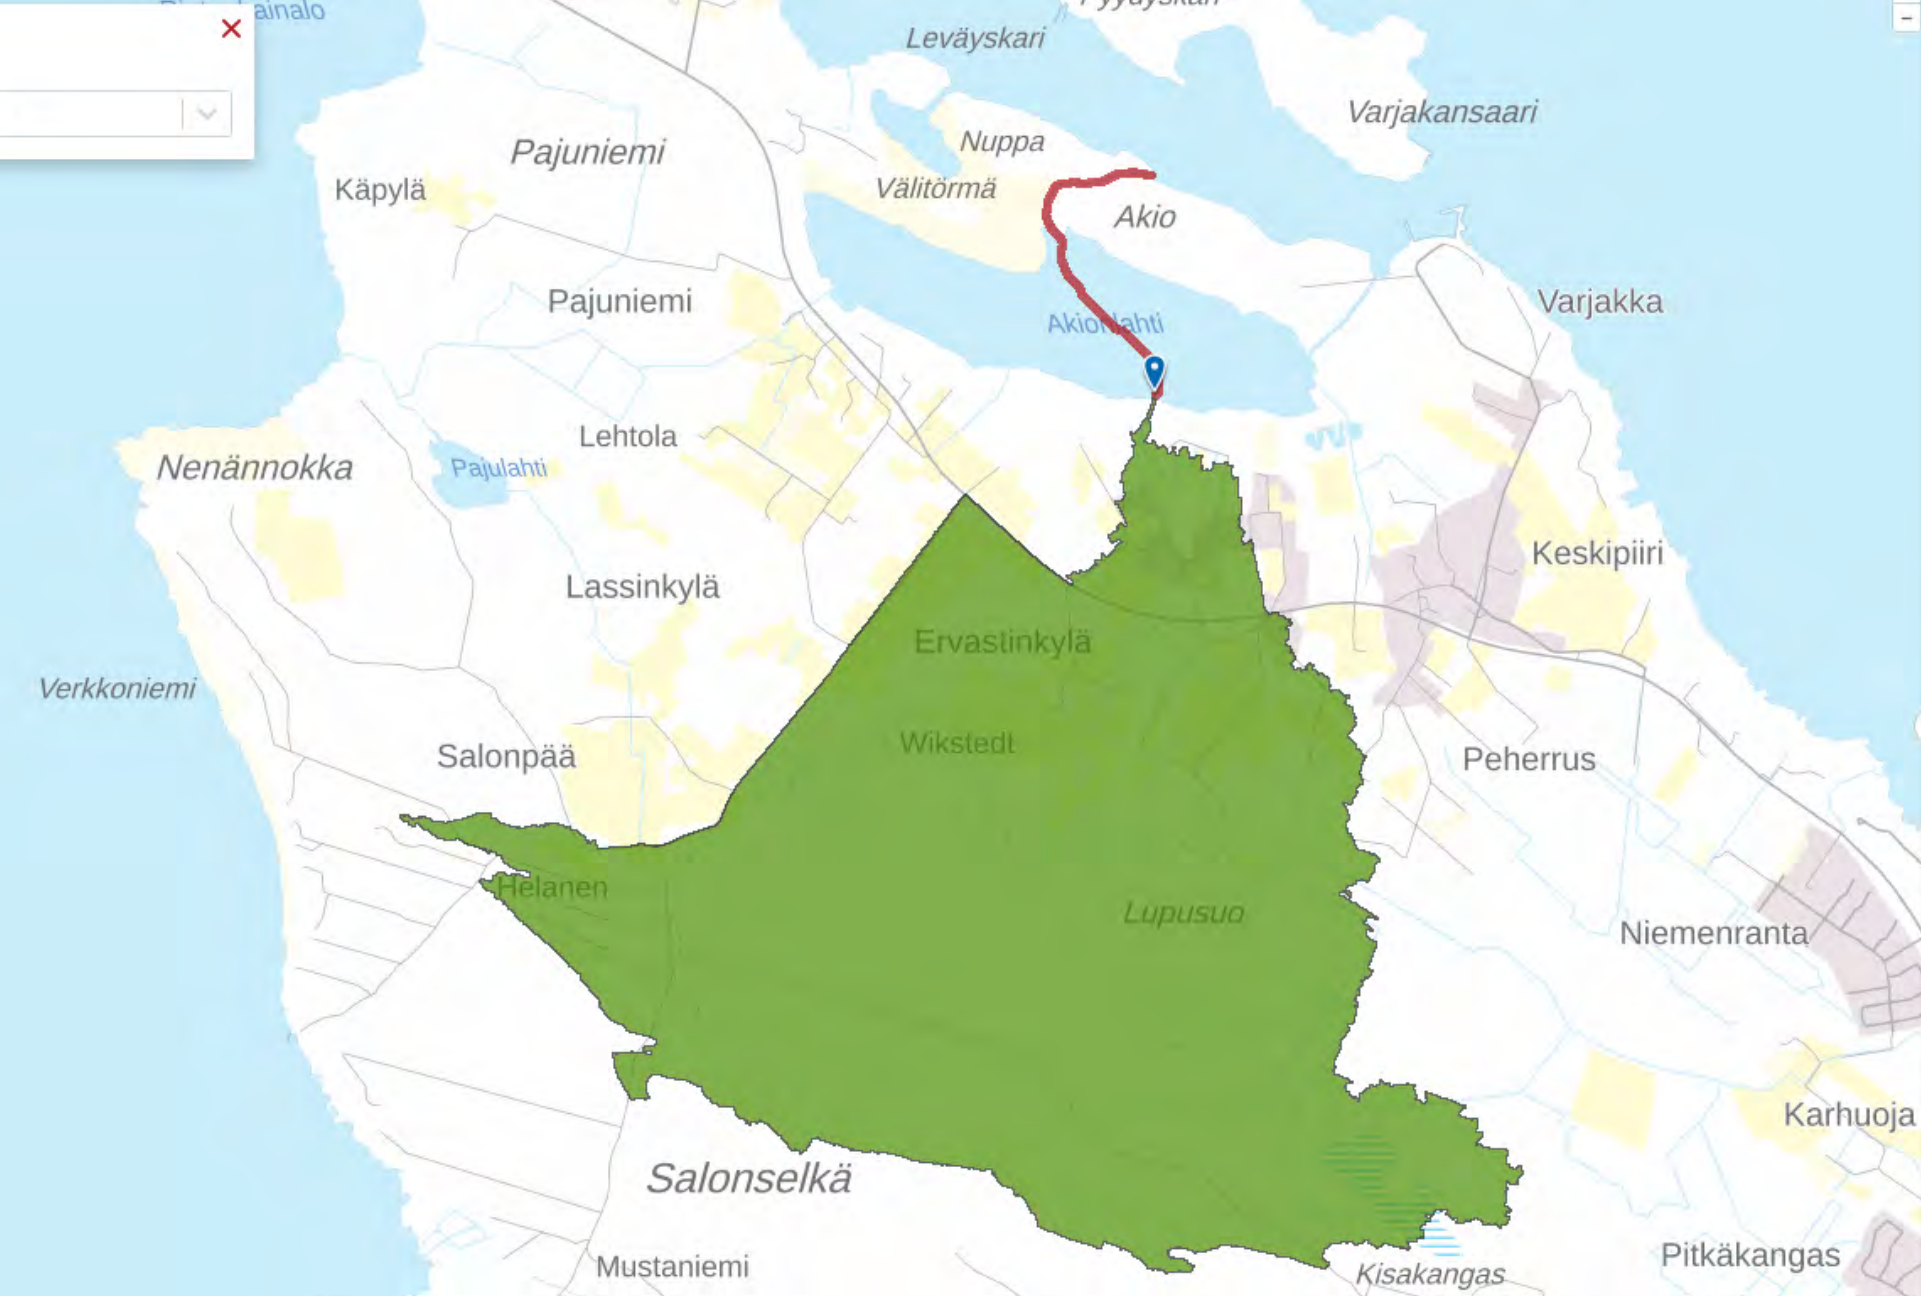 Leväyskari
Varjakansaari
Nuppa
Pajuniemi
Käpylä
Välitörmä
Akio
Pajuniemi
Varjakka
Lehtola
Pajulahti
Nenännokka
Keskipiiri
Lassinkylä
Ervastinkylä
Verkkoniemi
Wikstedt
Salonpää
Peherrus
Helanen
Lupusuo
Niemenranta
Karhuoja
Salonselkä
Pitkäkangas
Mustaniemi
Kisakangas